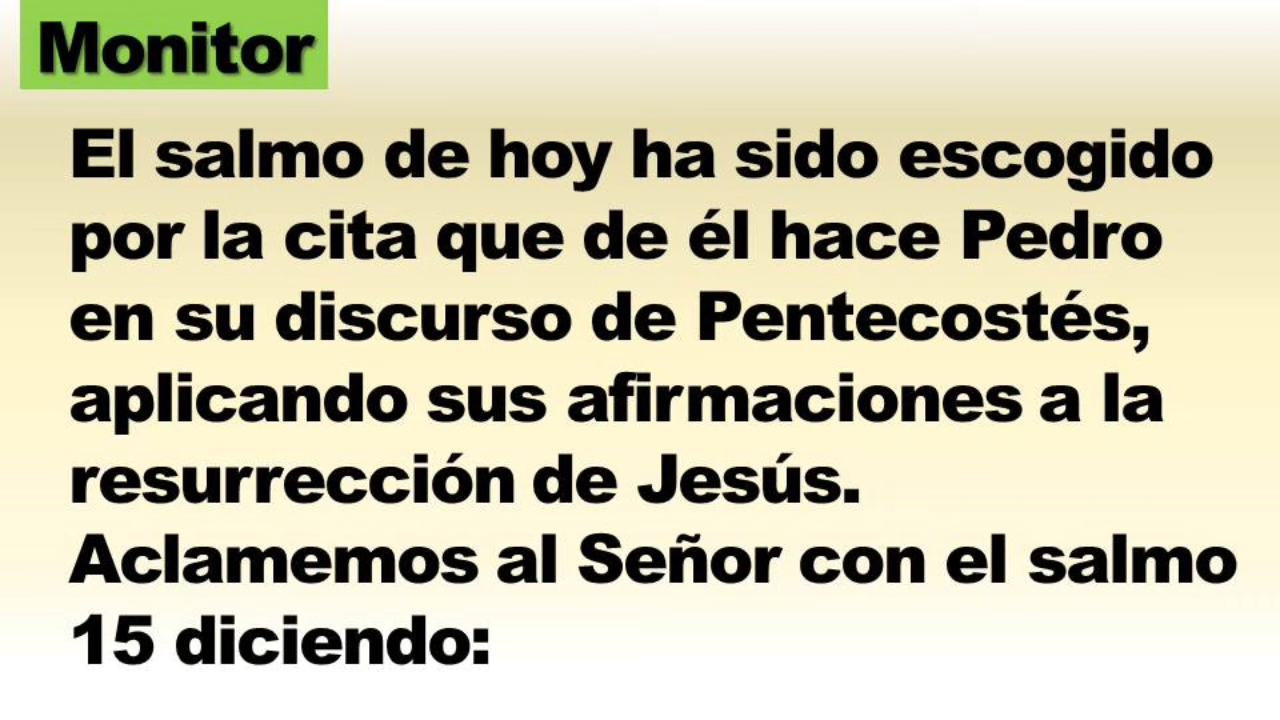 Monitor
El salmo de hoy ha sido escogido
por la cita que de él hace Pedro
en su discurso de Pentecostés,
aplicando sus afirmaciones a la
resurrección de Jesús.
Aclamemos al Señor con el salmo
15 diciendo: